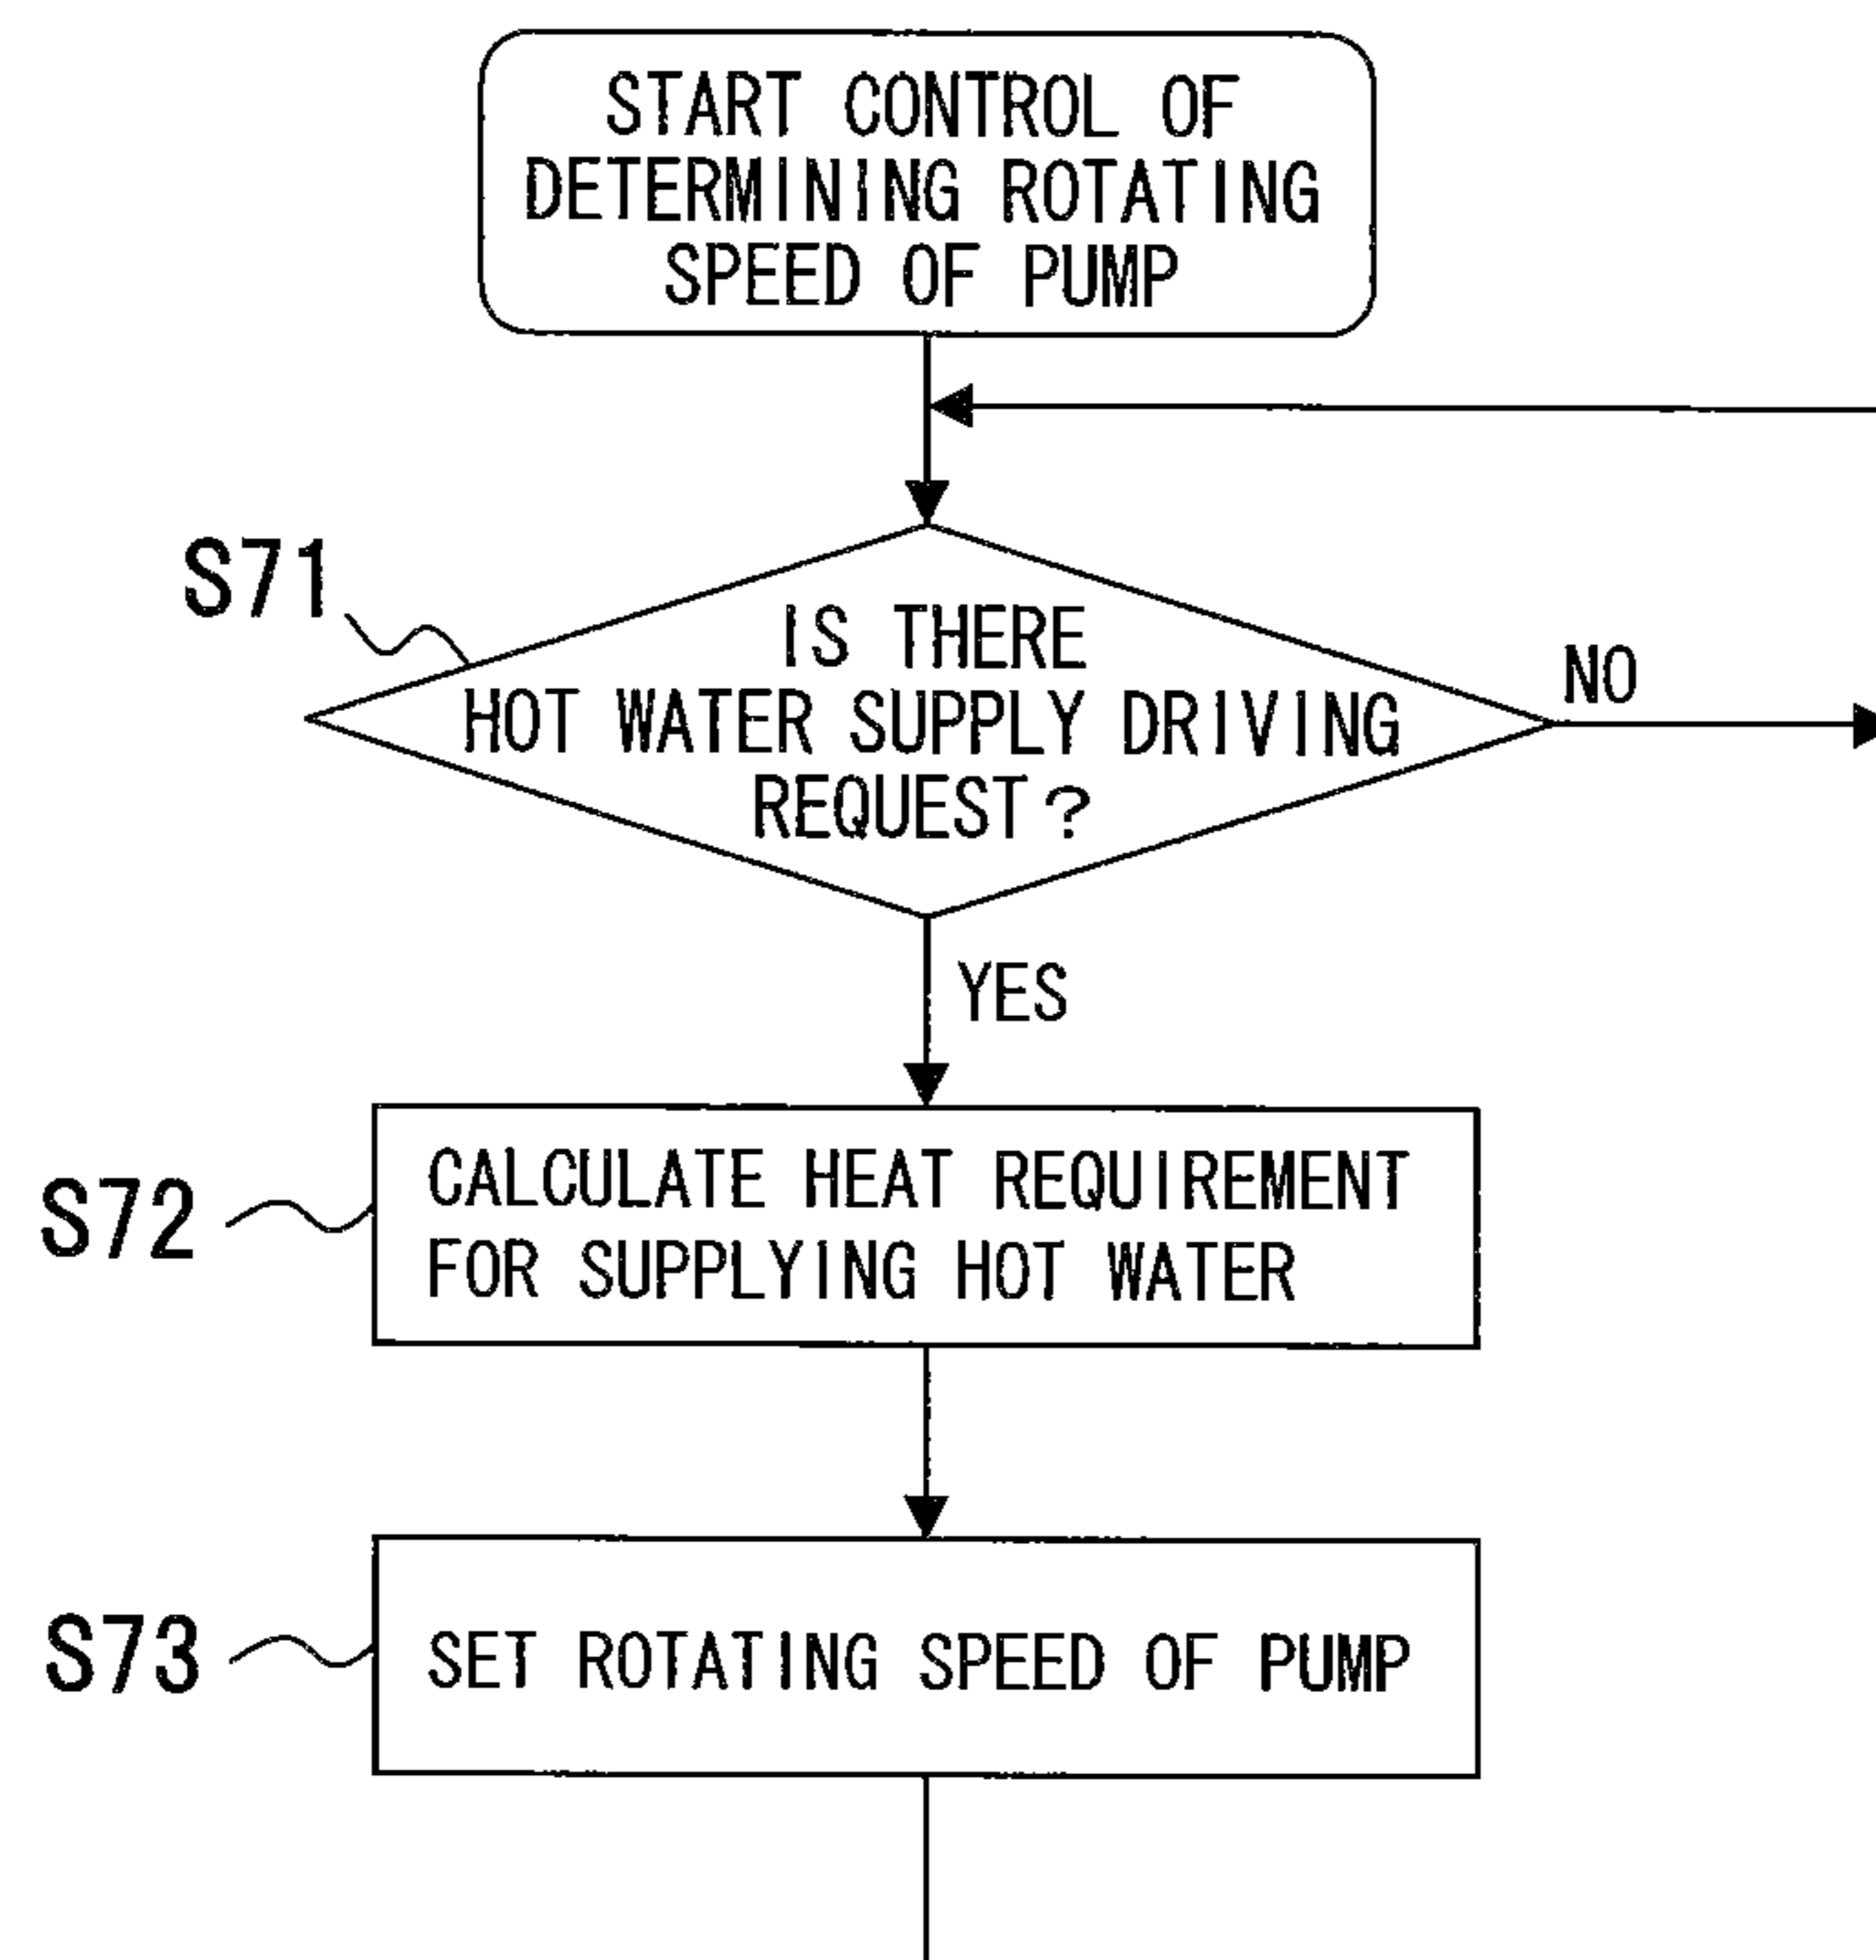 START CONTROL OF
DETERMINING ROTATING
SPEED OF PUMP
S71
IS THERE
HOT WATER SUPPLY DRIVING
REQUEST?
NO
YES
S72
CALCULATE HEAT REQUIREMENT
FOR SUPPLYING HOT WATER
S73
SET ROTATING SPEED OF PUMP